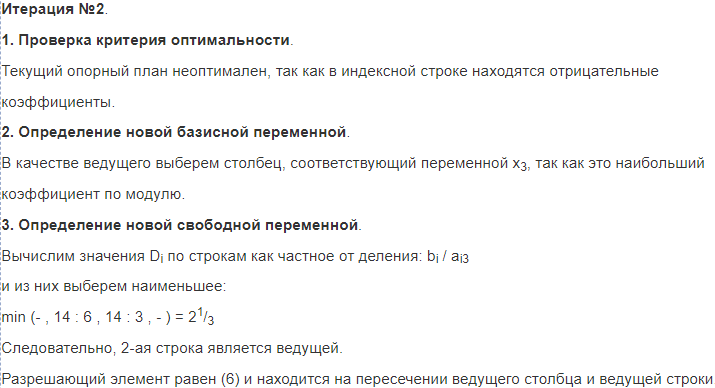 Итерация №2.
1. Проверка критерия оптимальности.
Текущий опорный план неоптимален, так как в индексной строке находятся отрицательные
коэффициенты.
2. Определение новой базисной переменной.
В качестве ведущего выберем столбец, соответствующий переменной x3, так как это наибольший
коэффициент по модулю.
3. Определение новой свободной переменной.
Вычислим значения Di по строкам как частное от деления: bi / ai3
и из них выберем наименьшее:
min (- , 14 : 6 , 14 : 3 , - ) = 2 1/3
Следовательно, 2-ая строка является ведущей.
Разрешающий элемент равен (6) и находится на пересечении ведущего столбца и ведущей строки